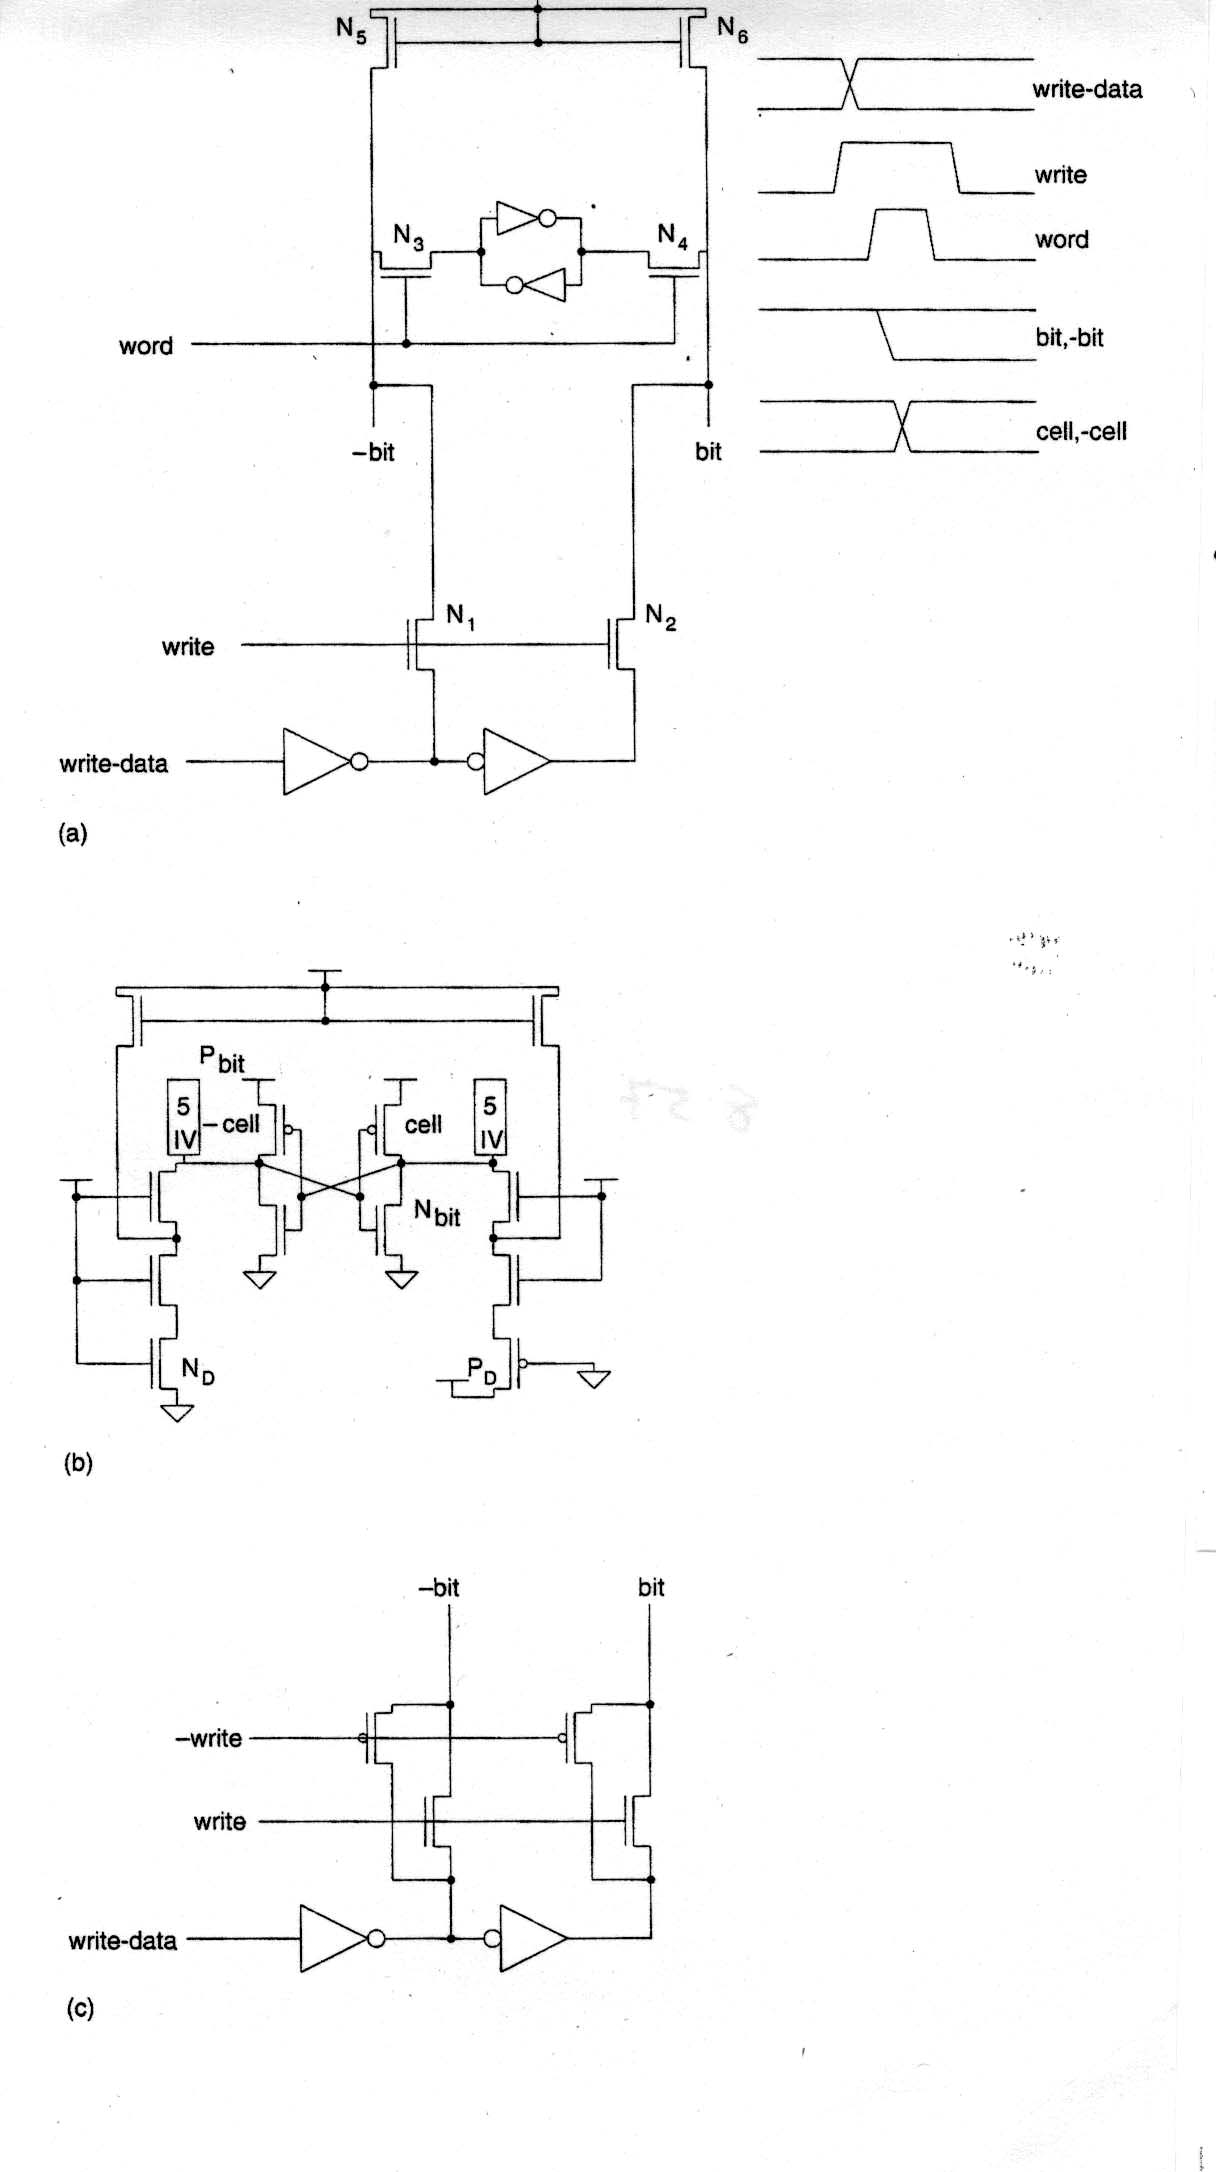 N5
N6
write-data
write
word
bit,-bit
cell,-cell
N3
N4
word
–bit
bit
N1
N2
write
write-data
(a)
Pbit
5
IV
– cell
cell
5
IV
Nbit
ND
PD
(b)
–bit
bit
–write
write
write-data
(c)